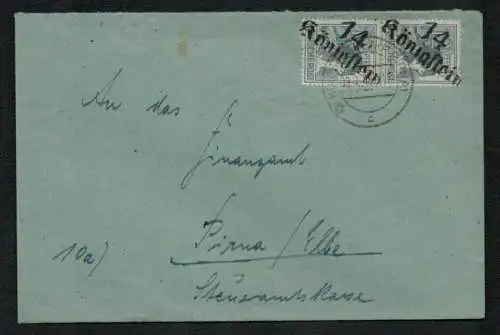 14 14
Königstein Königstein
An das
Finanzamt
10a) Pirna/Elbe
Steueramtskasse